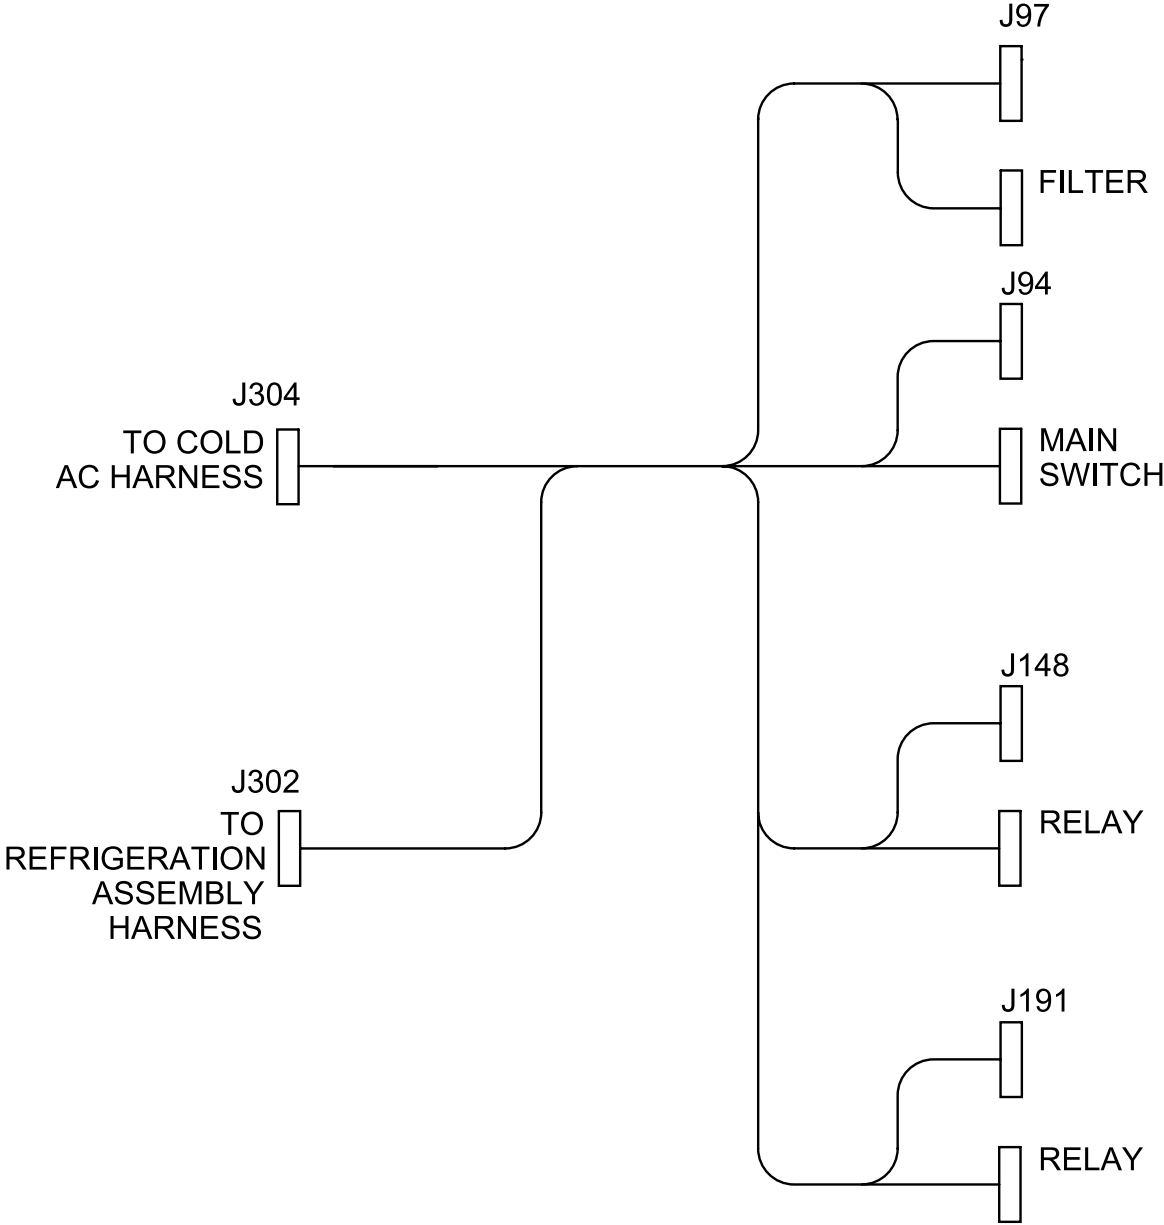 J97
FILTER
J94
J304
TO COLD
AC HARNESS
MAIN
SWITCH
J148
J302
TO
REFRIGERATION
ASSEMBLY
HARNESS
RELAY
J191
RELAY